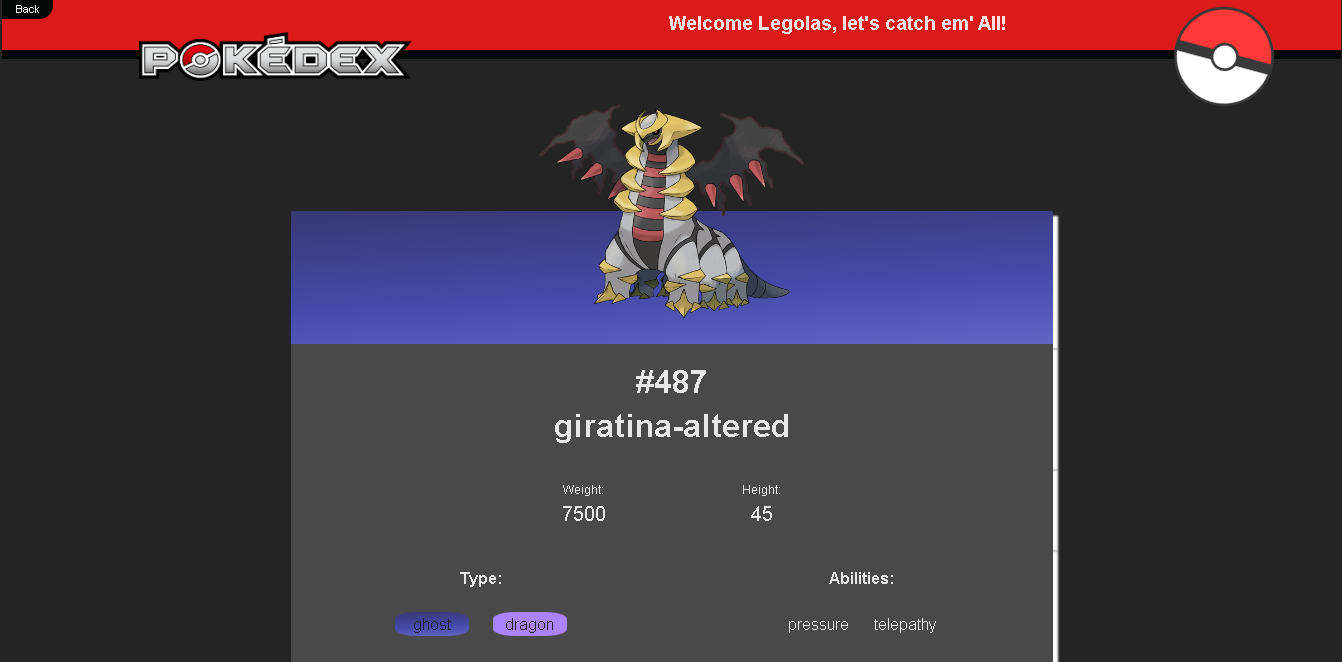 Back
Welcome Legolas, let's catch em' All!
POKÉDEX
#487
giratina-altered
Weight: Height:
7500 45
Type: Abilities:
ghost dragon pressure telepathy